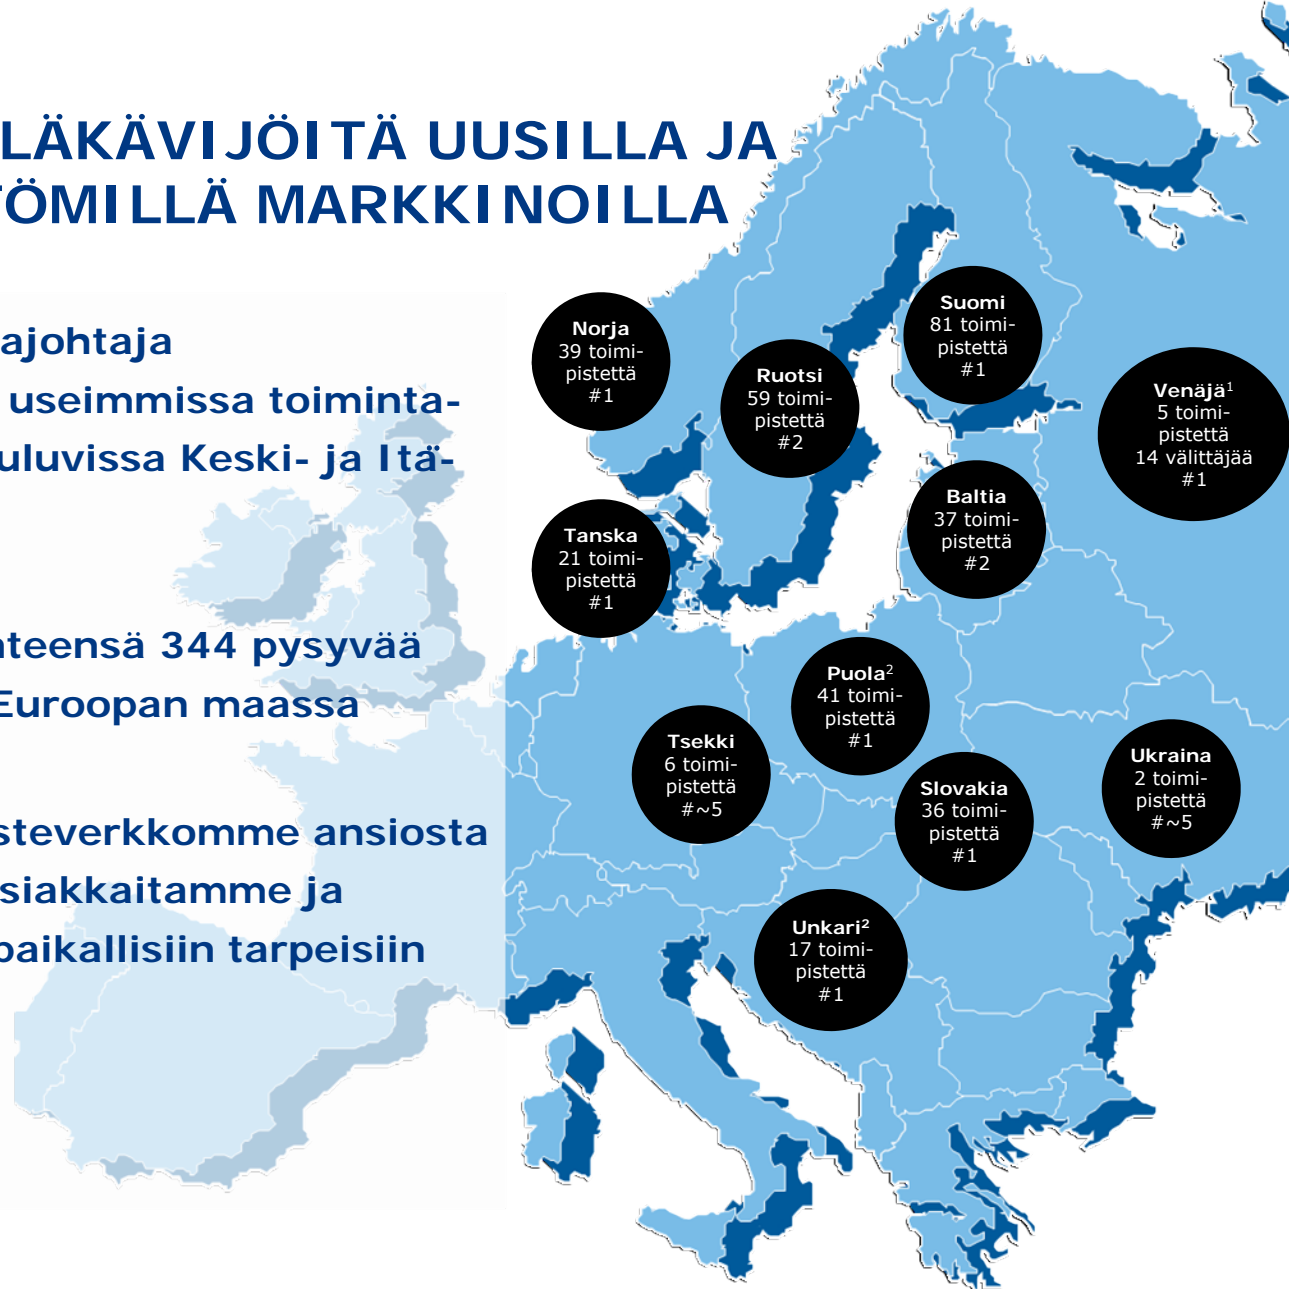 LÄKÄVIJÖITÄ UUSILLA JA
TÖMILLÄ MARKKINOILLA
ajohtaja
useimmissa toiminta-
uluvissa Keski- ja Itä-
hteensä 344 pysyvää
Euroopan maassa
steverkkomme ansiosta
siakkaitamme ja
paikallisiin tarpeisiin
Norja
39 toimi-
pistettä
#1
Ruotsi
59 toimi-
pistettä
#2
Suomi
81 toimi-
pistettä
#1
Venäjä¹
5 toimi-
pistettä
14 välittäjää
#1
Tanska
21 toimi-
pistettä
#1
Baltia
37 toimi-
pistettä
#2
Puola²
41 toimi-
pistettä
#1
Tsekki
6 toimi-
pistettä
#~5
Slovakia
36 toimi-
pistettä
#1
Ukraina
2 toimi-
pistettä
#~5
Unkari²
17 toimi-
pistettä
#1